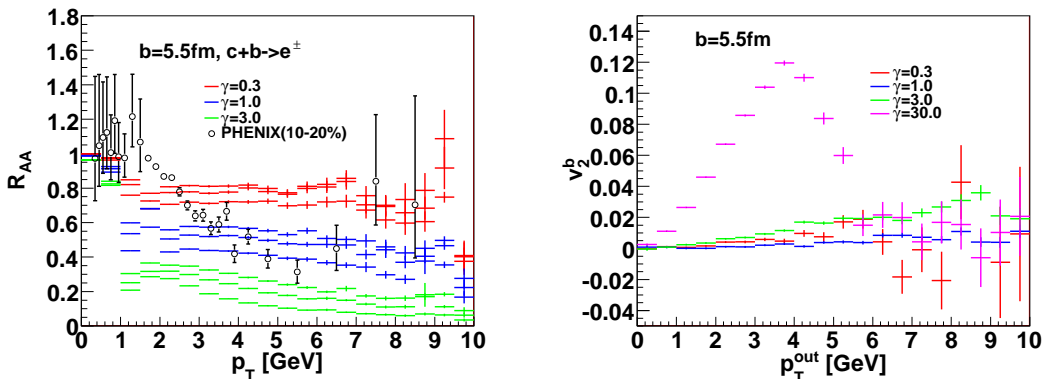 1.8
1.6
1.4
1.2
1
0.8
0.6
0.4
0.2
0
R_AA
b=5.5fm, c+b->e^±
γ=0.3
γ=1.0
γ=3.0
PHENIX(10-20%)
0 1 2 3 4 5 6 7 8 9 10
p_T [GeV]
0.12
0.1
0.08
0.06
0.04
0.02
0
-0.02
-0.04
v_2^b
b=5.5fm
γ=0.3
γ=1.0
γ=3.0
γ=30.0
0 1 2 3 4 5 6 7 8 9 10
p_T^out [GeV]